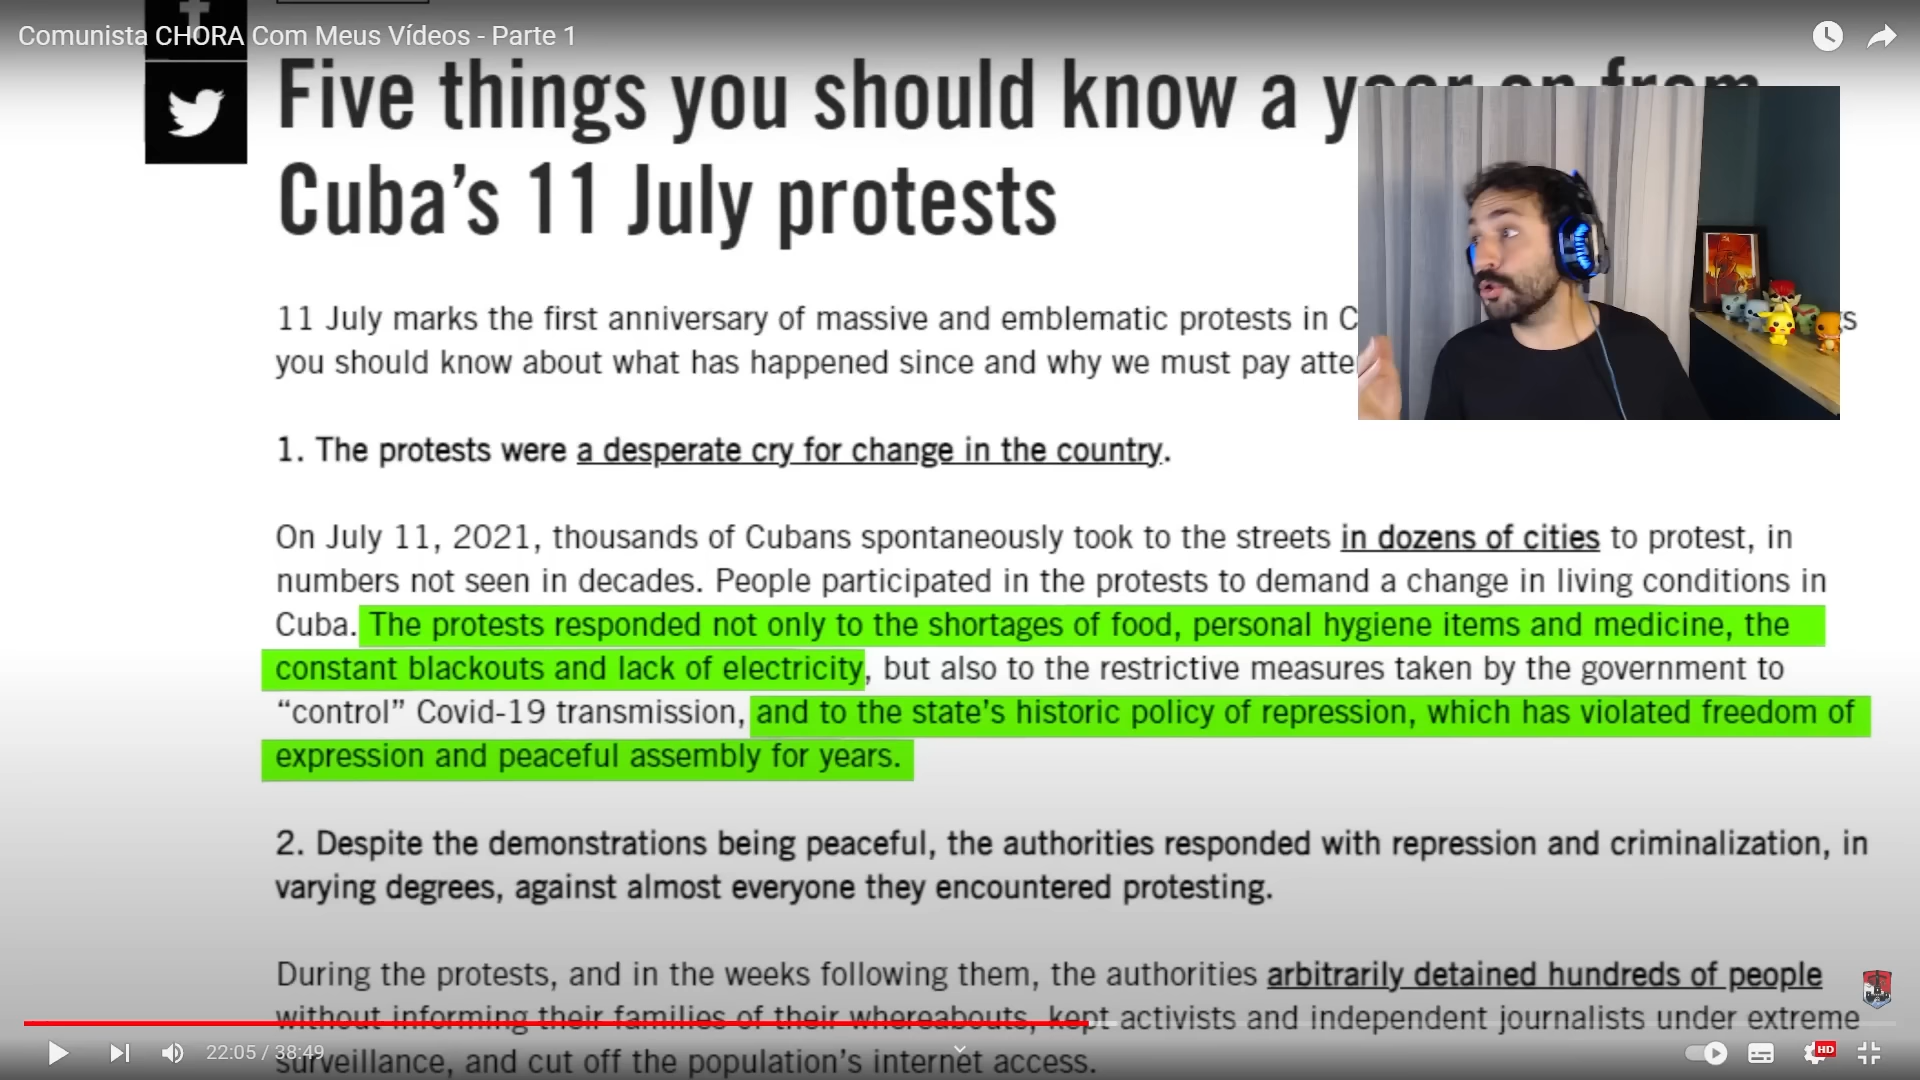 Comunista CHORA Com Meus Vídeos - Parte 1
Five things you should know a year on from
Cuba's 11 July protests
11 July marks the first anniversary of massive and emblematic protests in C
you should know about what has happened since and why we must pay atte
1. The protests were a desperate cry for change in the country.
On July 11, 2021, thousands of Cubans spontaneously took to the streets in dozens of cities to protest, in
numbers not seen in decades. People participated in the protests to demand a change in living conditions in
Cuba. The protests responded not only to the shortages of food, personal hygiene items and medicine, the
constant blackouts and lack of electricity, but also to the restrictive measures taken by the government to
“control” Covid-19 transmission, and to the state's historic policy of repression, which has violated freedom of
expression and peaceful assembly for years.
2. Despite the demonstrations being peaceful, the authorities responded with repression and criminalization, in
varying degrees, against almost everyone they encountered protesting.
During the protests, and in the weeks following them, the authorities arbitrarily detained hundreds of people
without informing their families of their whereabouts, kept activists and independent journalists under extreme
surveillance, and cut off the population's internet access.
22:05 / 38:49
HD